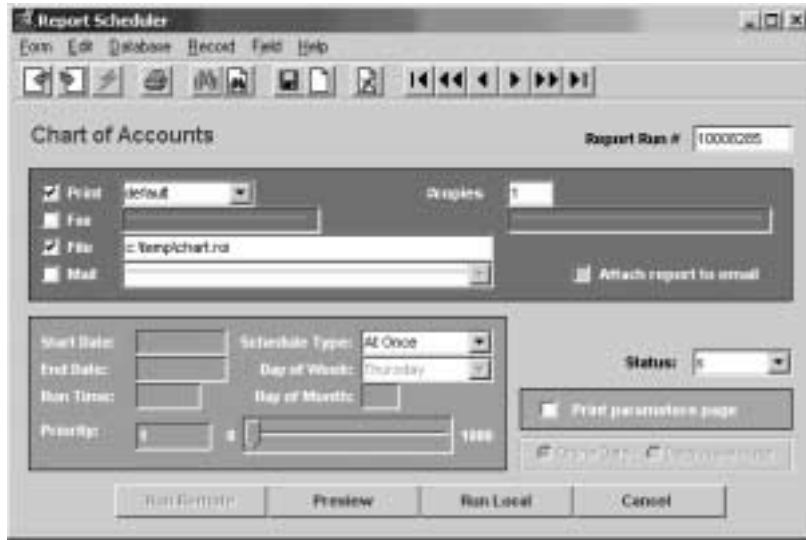 Report Scheduler
Form Edit Database Record Field Help
Chart of Accounts
Report Run # 10008285
Print default #copies 1
Fax
File c:\temp\chart.roi
Mail Attach report to email
Start Date: Schedule Type: At Once
End Date: Day of Week: Thursday
Status: s
Run Time: Day of Month:
Print parameters page
Priority: 0 1000
Run Remote Preview Run Local Cancel